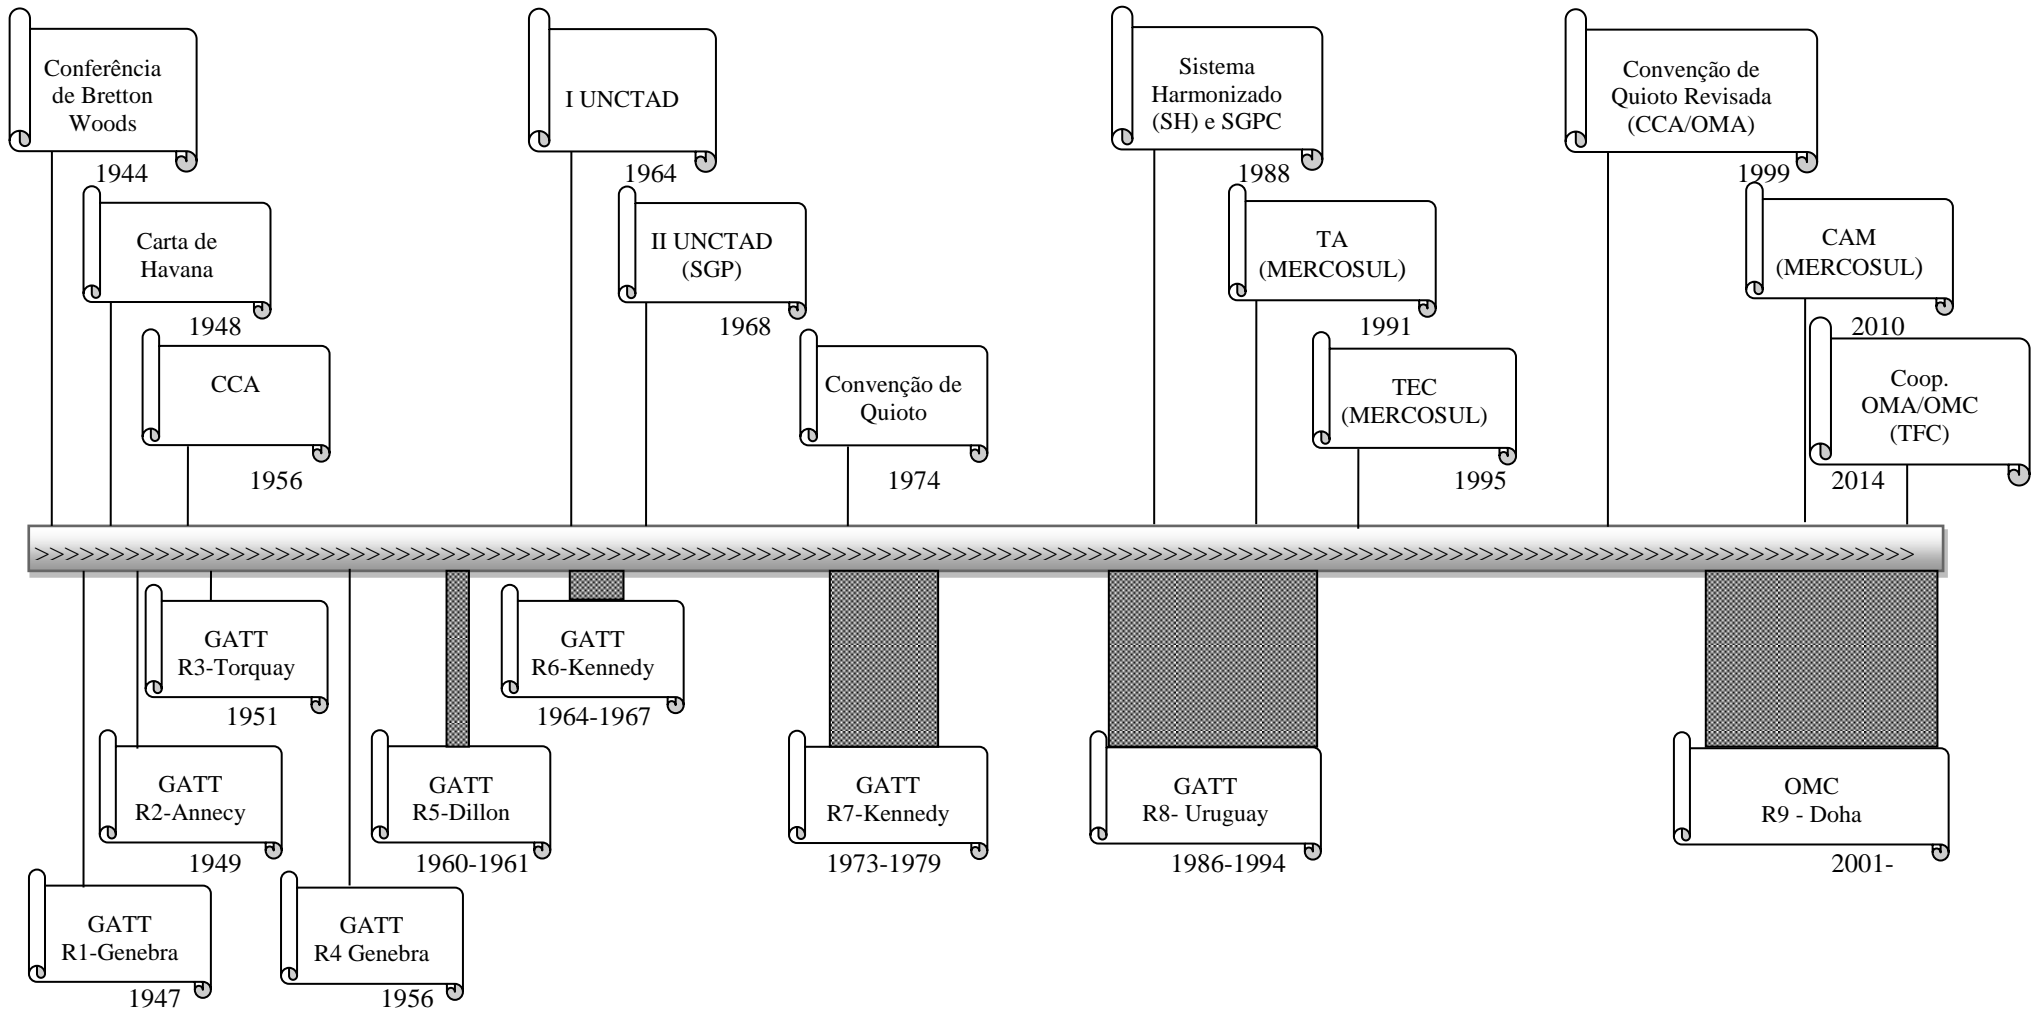 Conferência
de Bretton
Woods
1944
Carta de
Havana
1948
CCA
1956
I UNCTAD
1964
II UNCTAD
(SGP)
1968
Convenção de
Quioto
1974
Sistema
Harmonizado
(SH) e SGPC
1988
TA
(MERCOSUL)
1991
TEC
(MERCOSUL)
1995
Convenção de
Quioto Revisada
(CCA/OMA)
1999
CAM
(MERCOSUL)
2010
Coop.
OMA/OMC
(TFC)
2014
GATT
R3-Torquay
1951
GATT
R2-Annecy
1949
GATT
R1-Genebra
1947
GATT
R4 Genebra
1956
GATT
R5-Dillon
1960-1961
GATT
R6-Kennedy
1964-1967
GATT
R7-Kennedy
1973-1979
GATT
R8- Uruguay
1986-1994
OMC
R9 - Doha
2001-